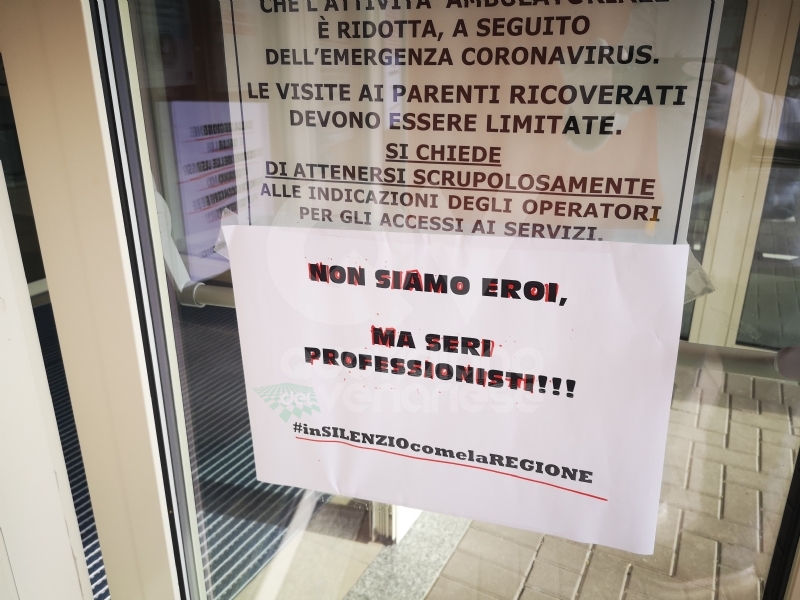 CHE L'ATTIVITÀ AMBULATORIALE
È RIDOTTA, A SEGUITO
DELL'EMERGENZA CORONAVIRUS.
LE VISITE AI PARENTI RICOVERATI
DEVONO ESSERE LIMITATE.
SI CHIEDE
DI ATTENERSI SCRUPOLOSAMENTE
ALLE INDICAZIONI DEGLI OPERATORI
PER GLI ACCESSI AI SERVIZI.
NON SIAMO EROI,
MA SERI
PROFESSIONISTI!!!
#inSILENZIOcomelaREGIONE